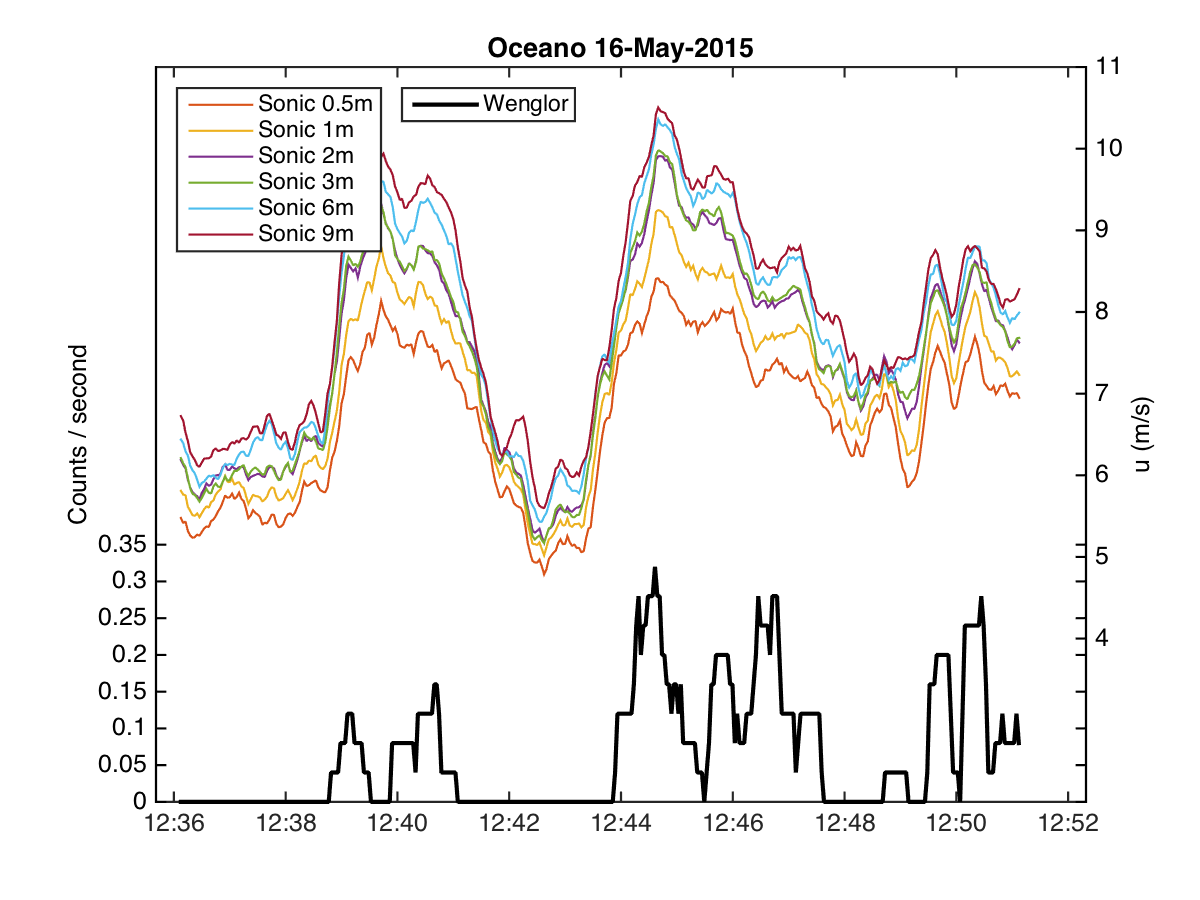 Oceano 16-May-2015
Sonic 0.5m
Sonic 1m
Sonic 2m
Sonic 3m
Sonic 6m
Sonic 9m
Wenglor
Counts / second
0.35
0.3
0.25
0.2
0.15
0.1
0.05
0
11
10
9
8
7
6
5
4
u (m/s)
12:36 12:38 12:40 12:42 12:44 12:46 12:48 12:50 12:52